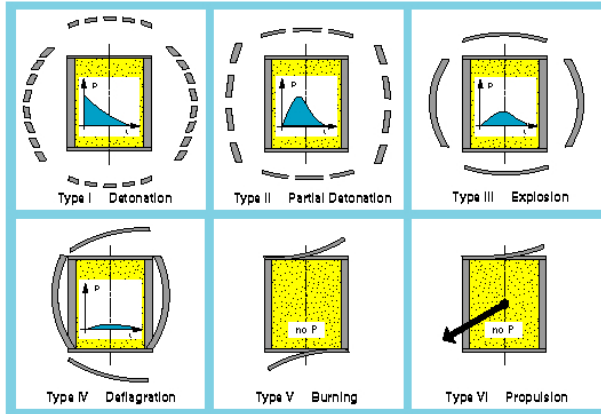 P
t
Type I Detonation
P
t
Type II Partial Detonation
P
t
Type III Explosion
P
t
Type IV Deflagration
no P
Type V Burning
no P
Type VI Propulsion